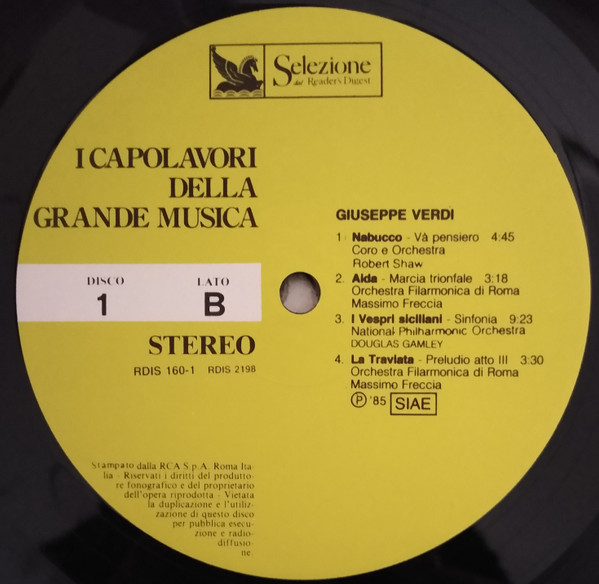 Selezione
dal Reader's Digest
I CAPOLAVORI
DELLA
GRANDE MUSICA
DISCO
1
LATO
B
STEREO
RDIS 160-1 RDIS 2198
GIUSEPPE VERDI
1. Nabucco - Và pensiero 4:45
Coro e Orchestra
Robert Shaw
2. Aida - Marcia trionfale 3:18
Orchestra Filarmonica di Roma
Massimo Freccia
3. I Vespri siciliani - Sinfonia 9:23
National Philharmonic Orchestra
DOUGLAS GAMLEY
4. La Traviata - Preludio atto III 3:30
Orchestra Filarmonica di Roma
Massimo Freccia
Ⓟ '85 SIAE
Stampato dalla RCA S.p.A. Roma Ita-
lia - Riservati i diritti del produtto-
re fonografico e del proprietario
dell'opera riprodotta - Vietata
la duplicazione e l'utiliz-
zazione di questo disco
per pubblica esecu-
zione e radio-
diffusio-
ne.